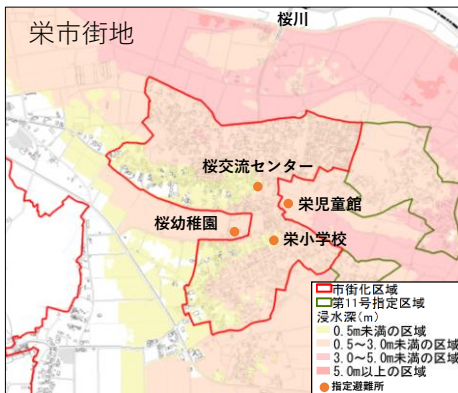 桜川
栄市街地
桜交流センター
栄児童館
桜幼稚園
栄小学校
市街化区域
第11号指定区域
浸水深(m)
0.5m未満の区域
0.5～3.0m未満の区域
3.0～5.0m未満の区域
5.0m以上の区域
指定避難所